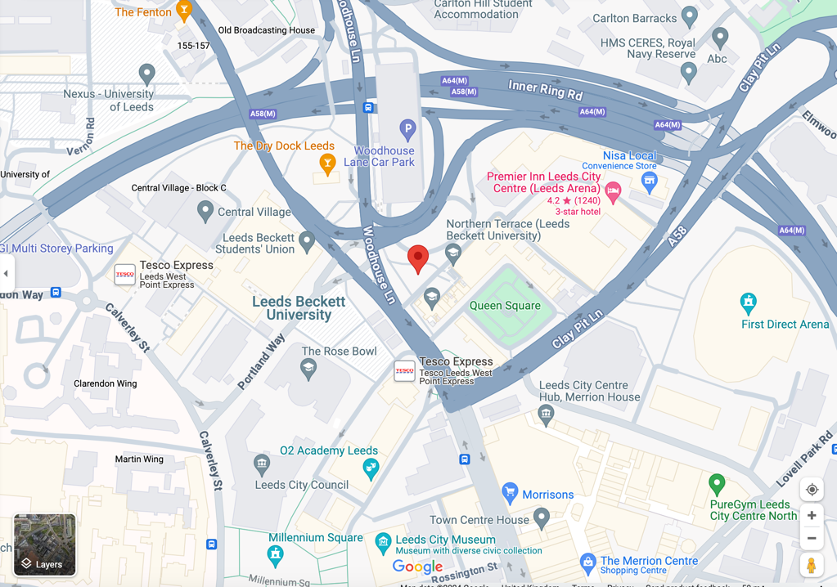 The Fenton
155-157
Old Broadcasting House
Woodhouse Ln
Carlton Hill Student
Accommodation
Carlton Barracks
HMS CERES, Royal
Navy Reserve
Abc
Clay Pit Ln
Nexus - University
of Leeds
A64(M)
A58(M)
Inner Ring Rd
A58(M)
A64(M)
A64(M)
Vernon Rd
P
Woodhouse
Lane Car Park
The Dry Dock Leeds
Nisa Local
Convenience Store
University of
Central Village - Block C
Premier Inn Leeds City
Centre (Leeds Arena)
4.2 ★ (1240)
3-star hotel
Central Village
Northern Terrace (Leeds
Beckett University)
A58
A64(M)
Leeds Beckett
Students' Union
Multi Storey Parking
TESCO
Tesco Express
Leeds West
Point Express
Woodhouse Ln
Leeds Beckett
University
Queen Square
First Direct Arena
Calverley St
Portland Way
Clay Pit Ln
The Rose Bowl
TESCO
Tesco Express
Tesco Leeds West
Point Express
Clarendon Wing
Leeds City Centre
Hub, Merrion House
Martin Wing
Calverley St
O2 Academy Leeds
Leeds City Council
Lovell Park Rd
Morrisons
PureGym Leeds
City Centre North
Town Centre House
Millennium Square
Leeds City Museum
Museum with diverse civic collection
The Merrion Centre
Shopping Centre
Layers
Google
Rossington St
Millennium Sq